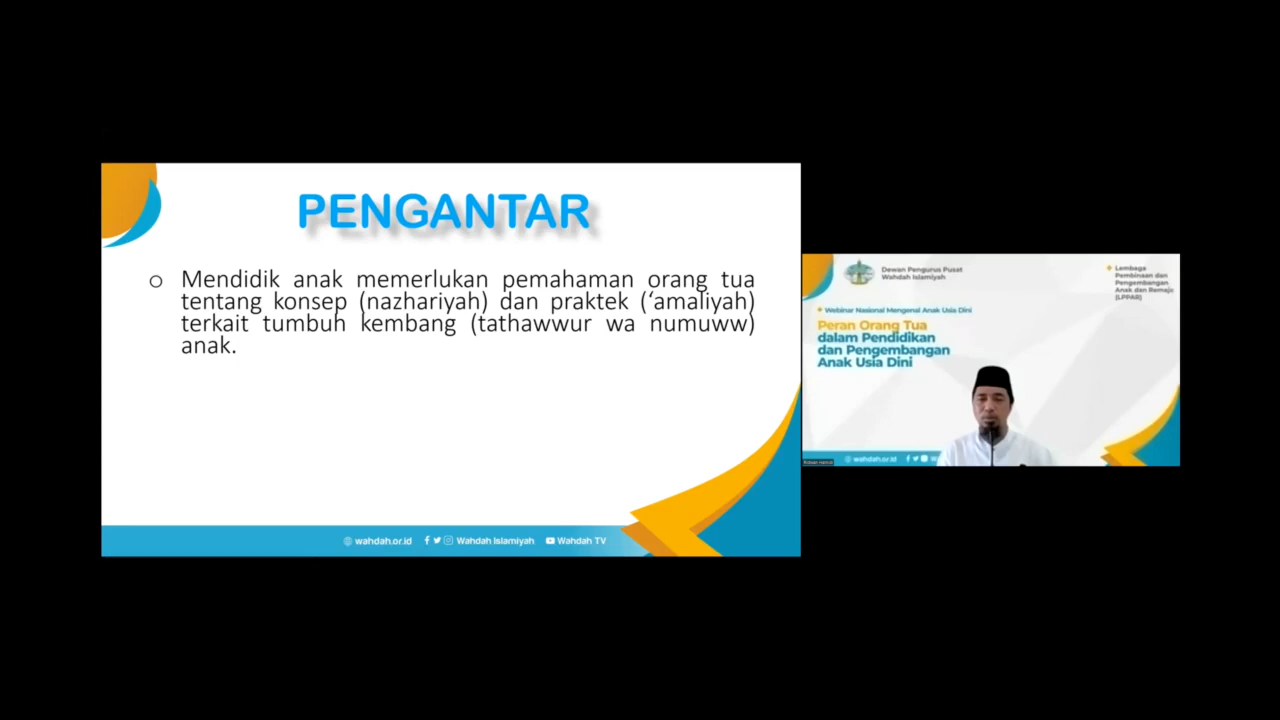 PENGANTAR
o Mendidik anak memerlukan pemahaman orang tua
tentang konsep (nazhariyah) dan praktek (‘amaliyah)
terkait tumbuh kembang (tathawwur wa numuww)
anak.
wahdah.or.id Wahdah Islamiyah Wahdah TV
Dewan Pengurus Pusat
Wahdah Islamiyah
Lembaga
Pembinaan dan
Pengembangan
Anak dan Remaja
(LPPAR)
Webinar Nasional Mengenal Anak Usia Dini
Peran Orang Tua
dalam Pendidikan
dan Pengembangan
Anak Usia Dini
wahdah.or.id